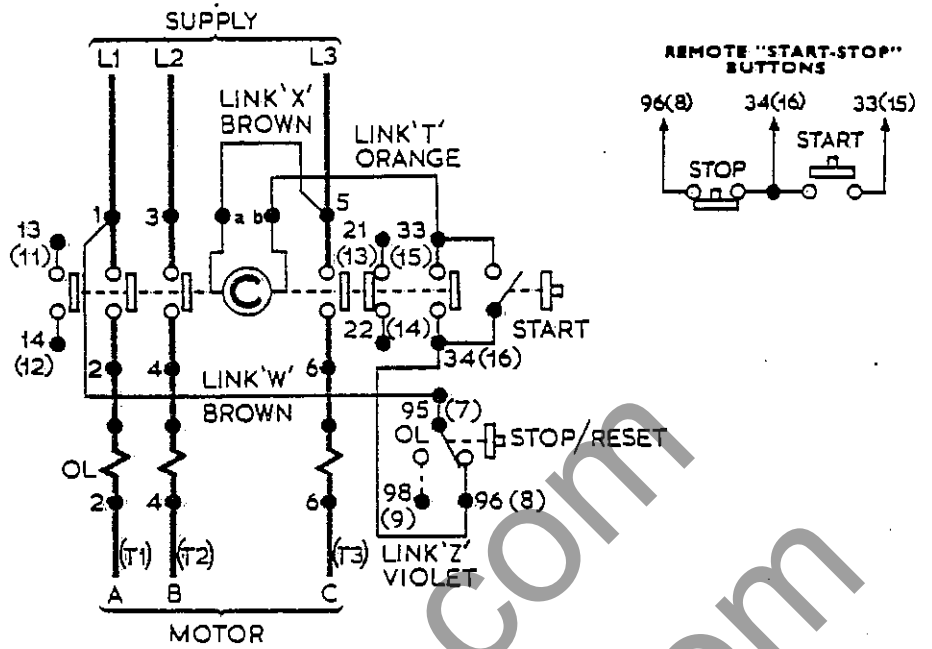 SUPPLY
L1 L2 L3
LINK 'X'
BROWN
LINK 'T'
ORANGE
1 3 a b 5
13
(11)
21
(13)
33
(15)
C
START
14
(12)
22
(14)
34(16)
2 4 6
LINK 'W'
BROWN
95 (7)
OL
STOP/RESET
OL
2 4 6
98
(9)
96 (8)
LINK 'Z'
VIOLET
(T1) (T2) (T3)
A B C
MOTOR
REMOTE "START-STOP"
BUTTONS
96(8) 34(16) 33(15)
START
STOP
com
om